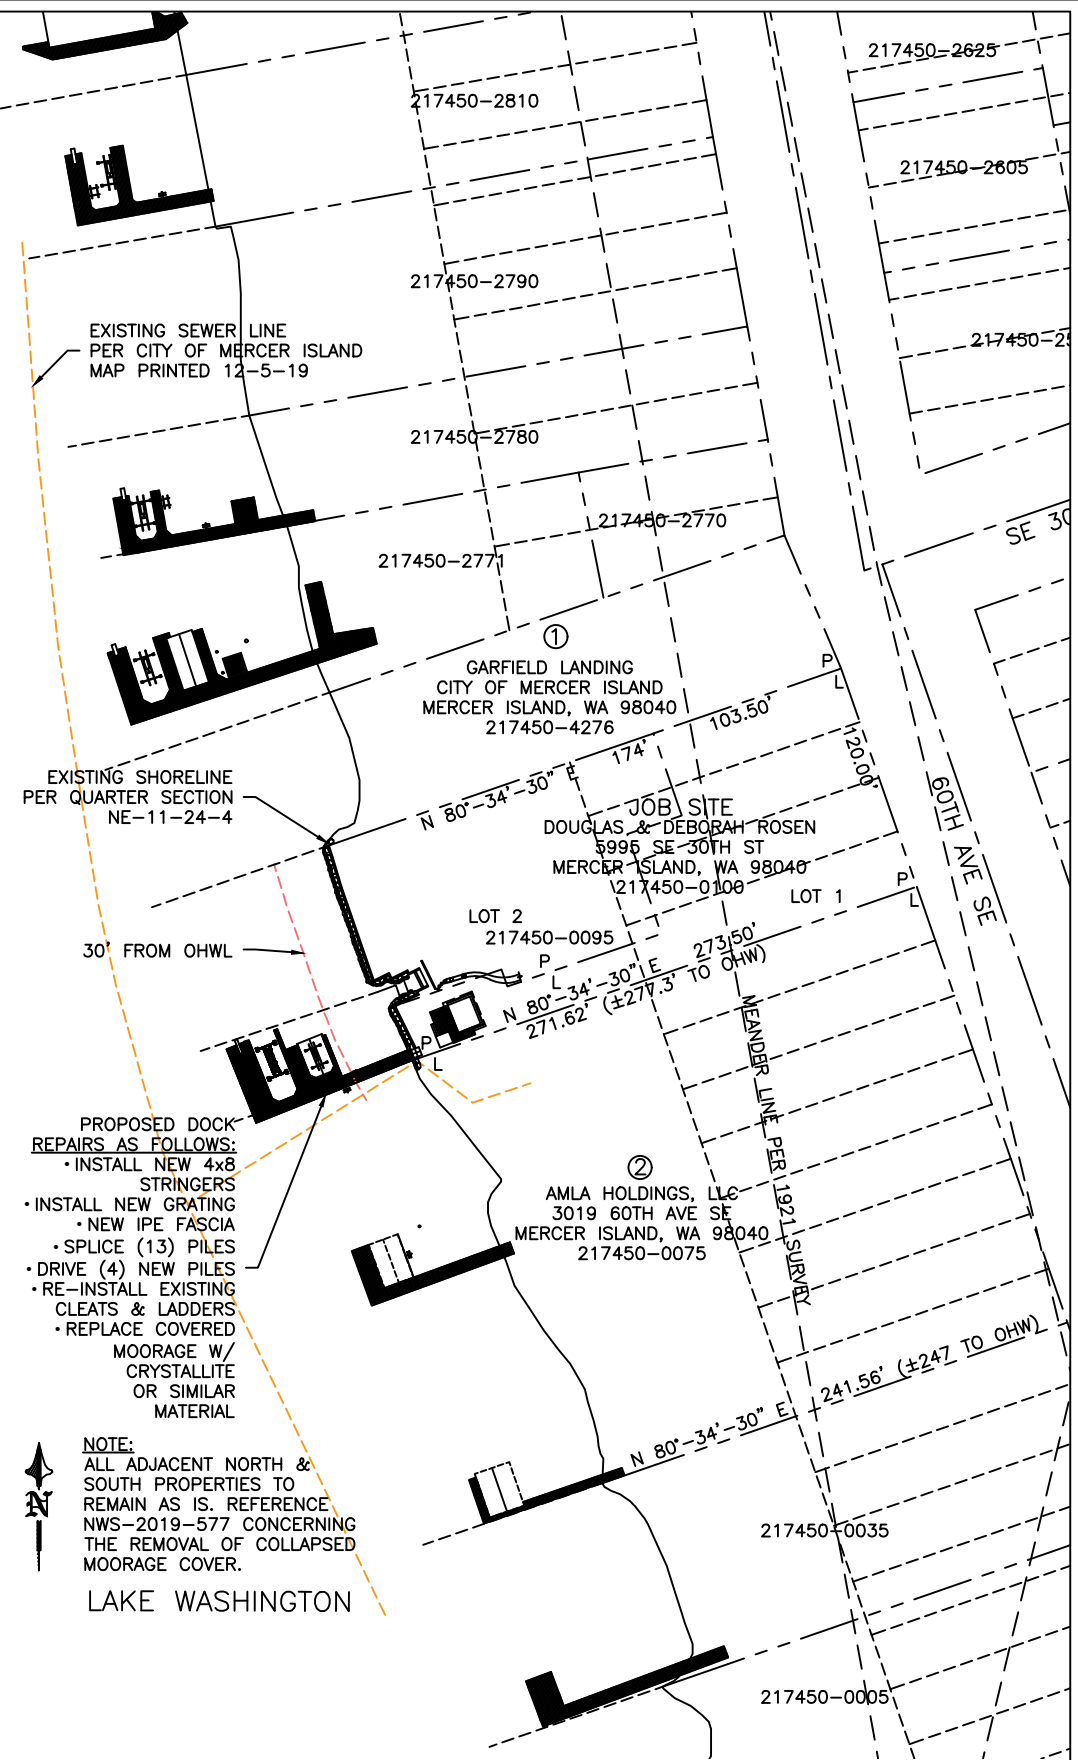 217450-2625
217450-2810
217450-2605
217450-2790
EXISTING SEWER LINE
PER CITY OF MERCER ISLAND
MAP PRINTED 12-5-19
217450-2780
217450-2770
217450-2771
①
GARFIELD LANDING
CITY OF MERCER ISLAND
MERCER ISLAND, WA 98040
217450-4276
P
L
N 80°-34'-30" E
174'
103.50'
120.00'
60TH AVE SE
EXISTING SHORELINE
PER QUARTER SECTION
NE-11-24-4
JOB SITE
DOUGLAS & DEBORAH ROSEN
5995 SE 30TH ST
MERCER ISLAND, WA 98040
217450-0100
LOT 1
P
L
LOT 2
217450-0095
30' FROM OHWL
P
L
N 80°-34'-30" E
273.50'
271.62' (±277.3' TO OHW)
P
L
MEANDER LINE PER 1921 SURVEY
PROPOSED DOCK
REPAIRS AS FOLLOWS:
•INSTALL NEW 4x8
STRINGERS
•INSTALL NEW GRATING
•NEW IPE FASCIA
•SPLICE (13) PILES
•DRIVE (4) NEW PILES
•RE-INSTALL EXISTING
CLEATS & LADDERS
•REPLACE COVERED
MOORAGE W/
CRYSTALLITE
OR SIMILAR
MATERIAL
②
AMLA HOLDINGS, LLC
3019 60TH AVE SE
MERCER ISLAND, WA 98040
217450-0075
N 80°-34'-30" E
241.56' (±247 TO OHW)
N
NOTE:
ALL ADJACENT NORTH &
SOUTH PROPERTIES TO
REMAIN AS IS. REFERENCE
NWS-2019-577 CONCERNING
THE REMOVAL OF COLLAPSED
MOORAGE COVER.
LAKE WASHINGTON
217450-0035
217450-0005